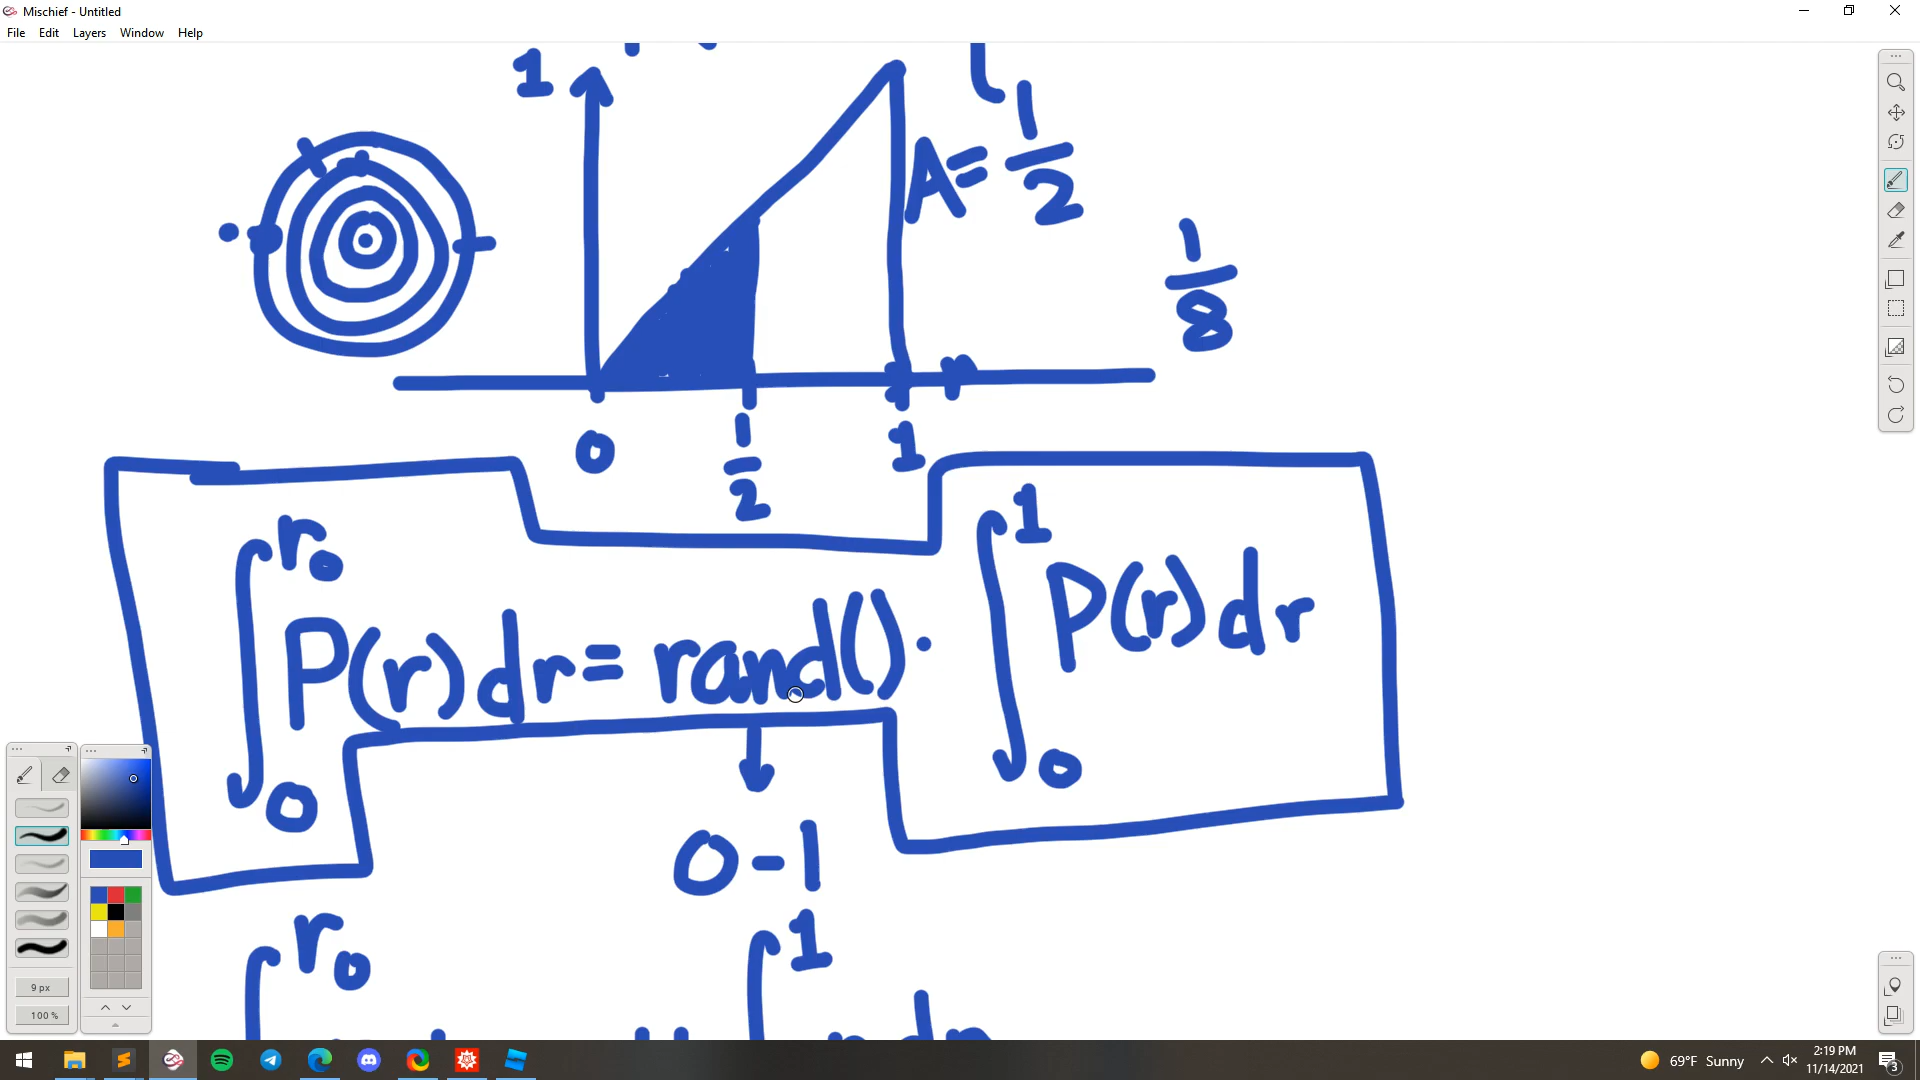 Mischief - Untitled
File Edit Layers Window Help
1
A = 1/2
1/8
0 1/2 1
∫₀^r₀ P(r)dr = rand() · ∫₀^1 P(r)dr
0-1
r₀ 1
9 px
100 %
69°F Sunny
2:19 PM
11/14/2021
3